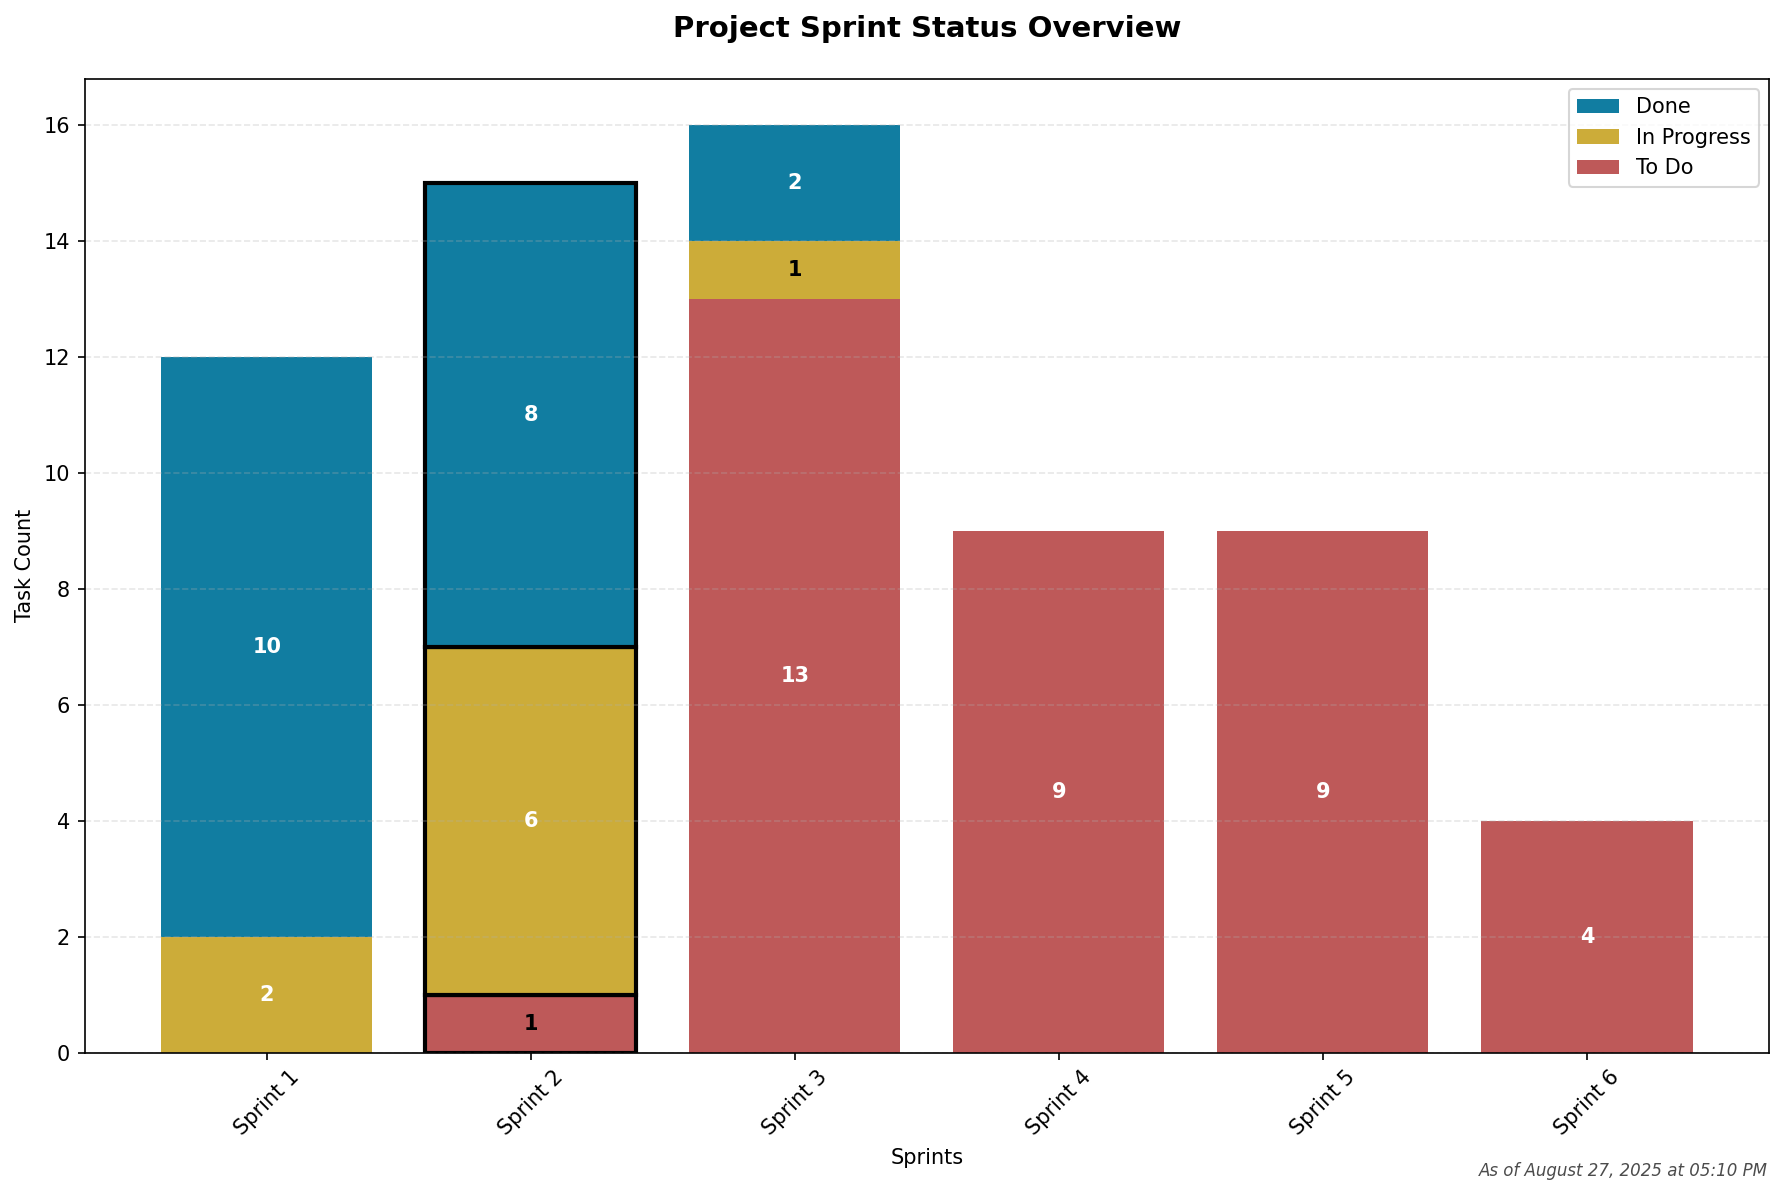 Project Sprint Status Overview
Done
In Progress
To Do
16
14
12
10
8
6
4
2
0
Task Count
10
2
8
6
1
2
1
13
9
9
4
Sprint 1
Sprint 2
Sprint 3
Sprint 4
Sprint 5
Sprint 6
Sprints
As of August 27, 2025 at 05:10 PM